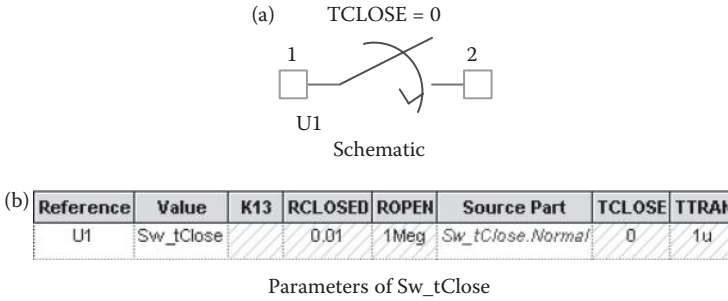 (a) TCLOSE = 0
1 2
U1
Schematic
(b) Reference Value K13 RCLOSED ROPEN Source Part TCLOSE TTRAN
U1 Sw_tClose 0.01 1Meg Sw_tClose.Normal 0 1u
Parameters of Sw_tClose